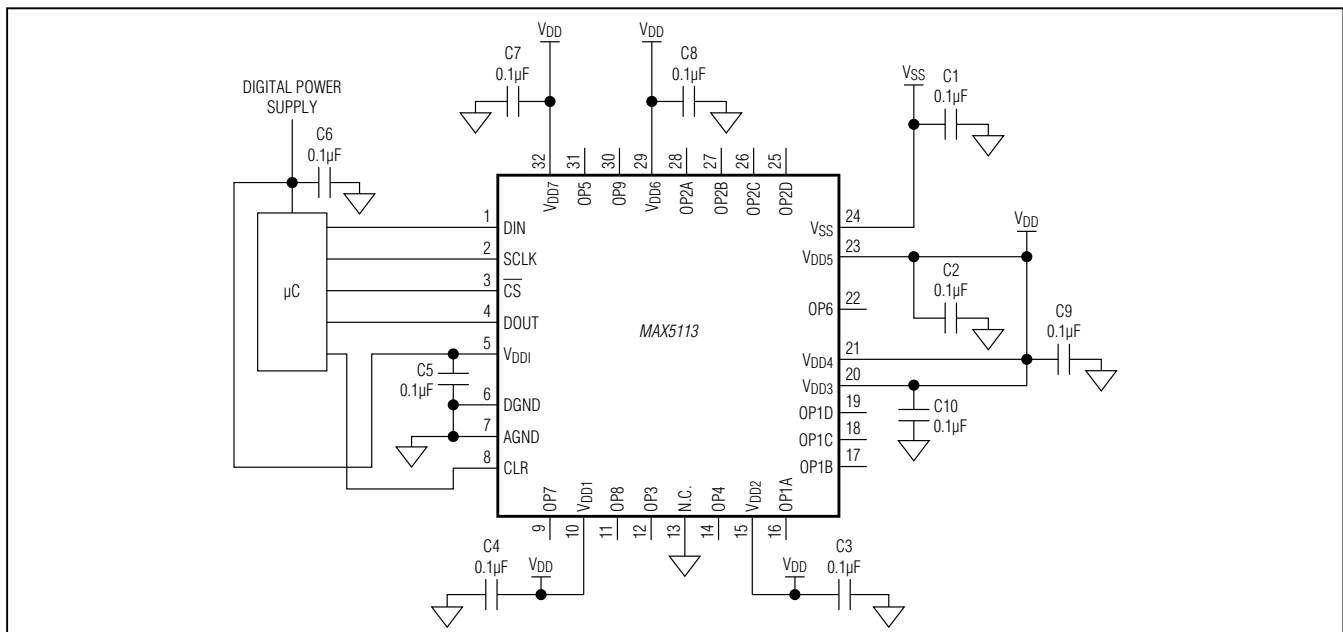 DIGITAL POWER
SUPPLY
C6
0.1µF
VDD
C7
0.1µF
VDD
C8
0.1µF
VSS
C1
0.1µF
32
31
30
29
28
27
26
25
VDD7
OP5
OP9
VDD6
OP2A
OP2B
OP2C
OP2D
µC
1
DIN
2
SCLK
3
CS
4
DOUT
5
VDDI
6
DGND
7
AGND
8
CLR
C5
0.1µF
MAX5113
24
VSS
23
VDD5
22
OP6
21
VDD4
20
VDD3
19
OP1D
18
OP1C
17
OP1B
VDD
C2
0.1µF
C9
0.1µF
C10
0.1µF
OP7
VDD1
OP8
OP3
N.C.
OP4
VDD2
OP1A
9
10
11
12
13
14
15
16
C4
0.1µF
VDD
VDD
C3
0.1µF